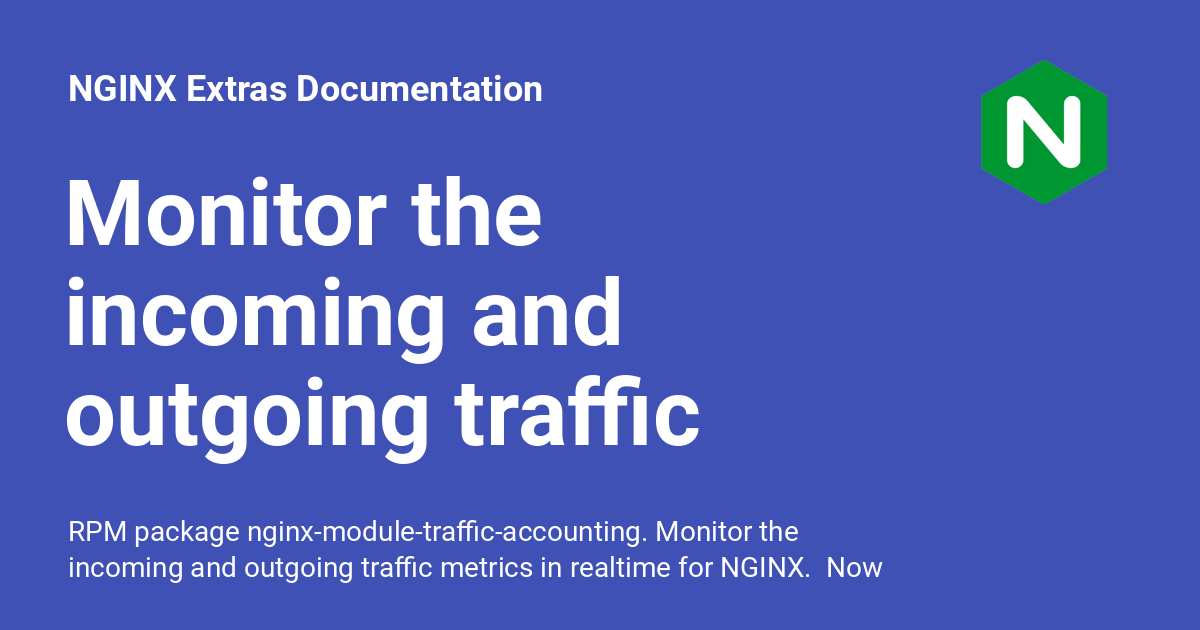 NGINX Extras Documentation
N
Monitor the
incoming and
outgoing traffic
RPM package nginx-module-traffic-accounting. Monitor the
incoming and outgoing traffic metrics in realtime for NGINX.  Now